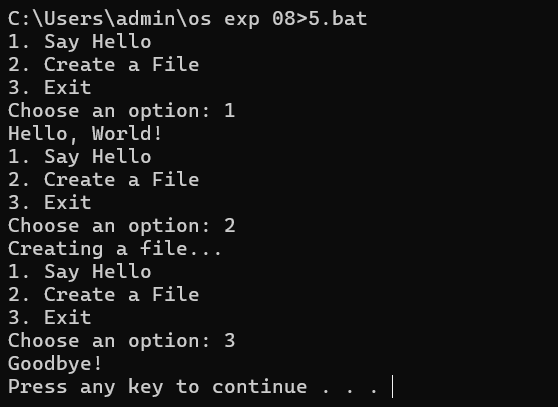 C:\Users\admin\os exp 08>5.bat
1. Say Hello
2. Create a File
3. Exit
Choose an option: 1
Hello, World!
1. Say Hello
2. Create a File
3. Exit
Choose an option: 2
Creating a file...
1. Say Hello
2. Create a File
3. Exit
Choose an option: 3
Goodbye!
Press any key to continue . . .